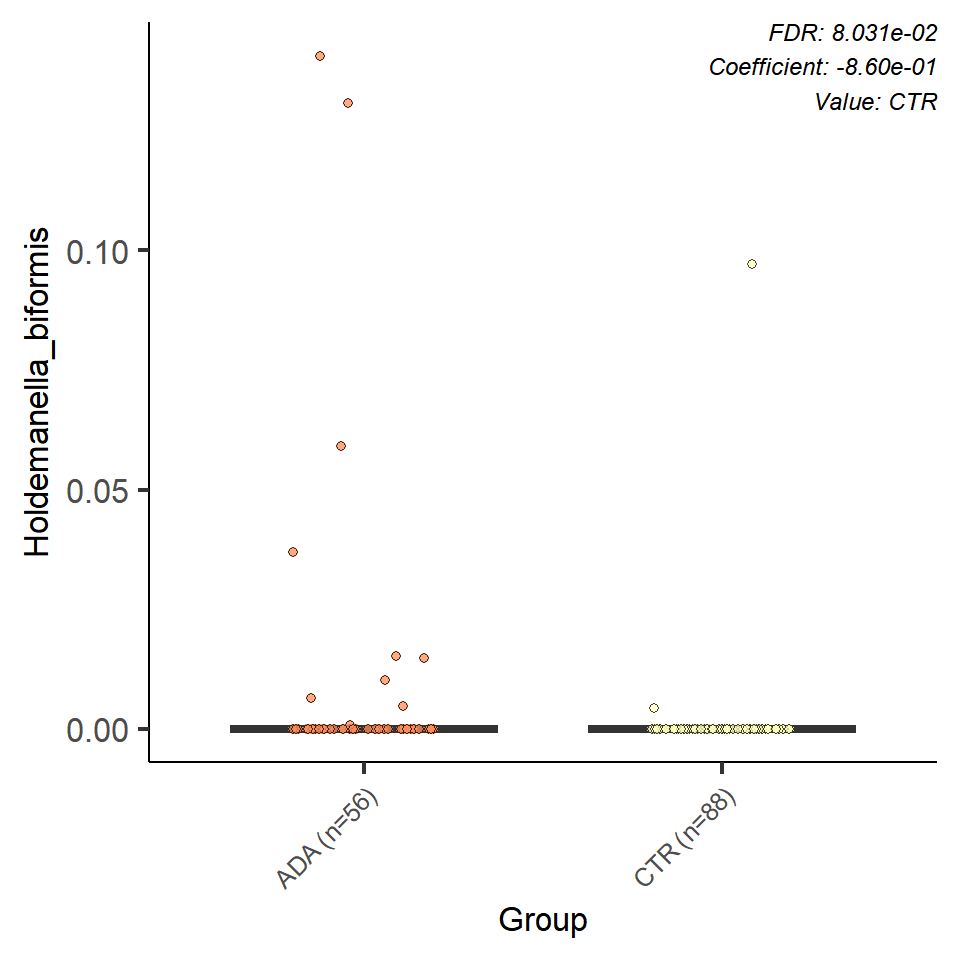 FDR: 8.031e-02
Coefficient: -8.60e-01
Value: CTR
Holdemanella_biformis
0.10
0.05
0.00
ADA (n=56)
CTR (n=88)
Group